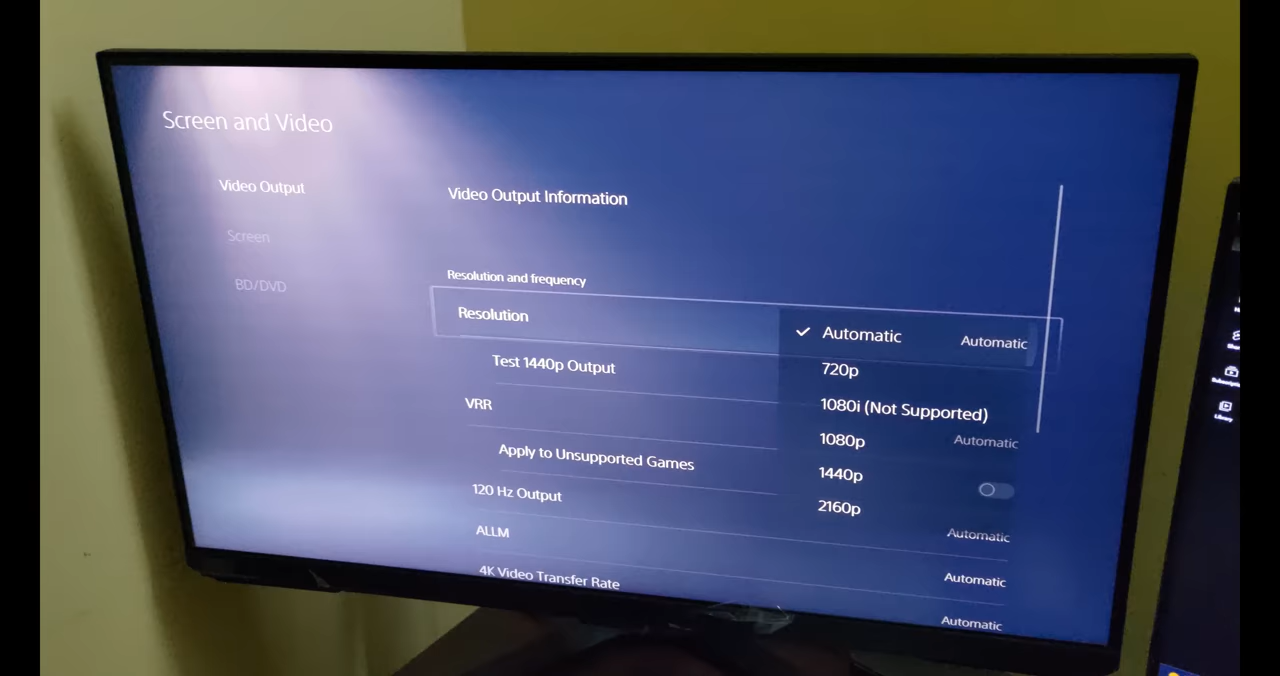 Screen and Video
Video Output
Screen
BD/DVD
Video Output Information
Resolution and frequency
Resolution
Automatic
Automatic
720p
1080i (Not Supported)
1080p
1440p
2160p
Test 1440p Output
VRR
Automatic
Apply to Unsupported Games
120 Hz Output
Automatic
ALLM
Automatic
4K Video Transfer Rate
Automatic
Library